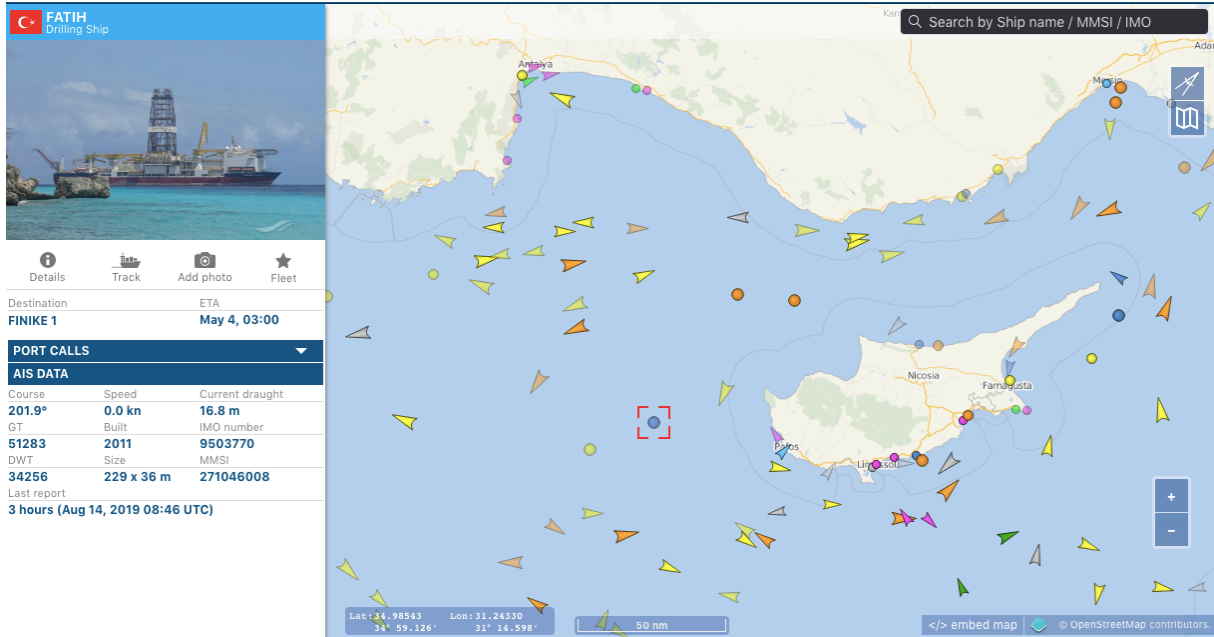 FATIH
Drilling Ship
Search by Ship name / MMSI / IMO
Antalya
Nicosia
Famagusta
Pafos
Details
Track
Add photo
Fleet
Destination
ETA
FINIKE 1
May 4, 03:00
PORT CALLS
AIS DATA
Course
Speed
Current draught
201.9°
0.0 kn
16.8 m
GT
Built
IMO number
51283
2011
9503770
DWT
Size
MMSI
34256
229 x 36 m
271046008
Last report
3 hours (Aug 14, 2019 08:46 UTC)
+
−
Lat:34.98543
Lon:31.24330
34° 59.126′
31° 14.598′
50 nm
</> embed map
© OpenStreetMap contributors.